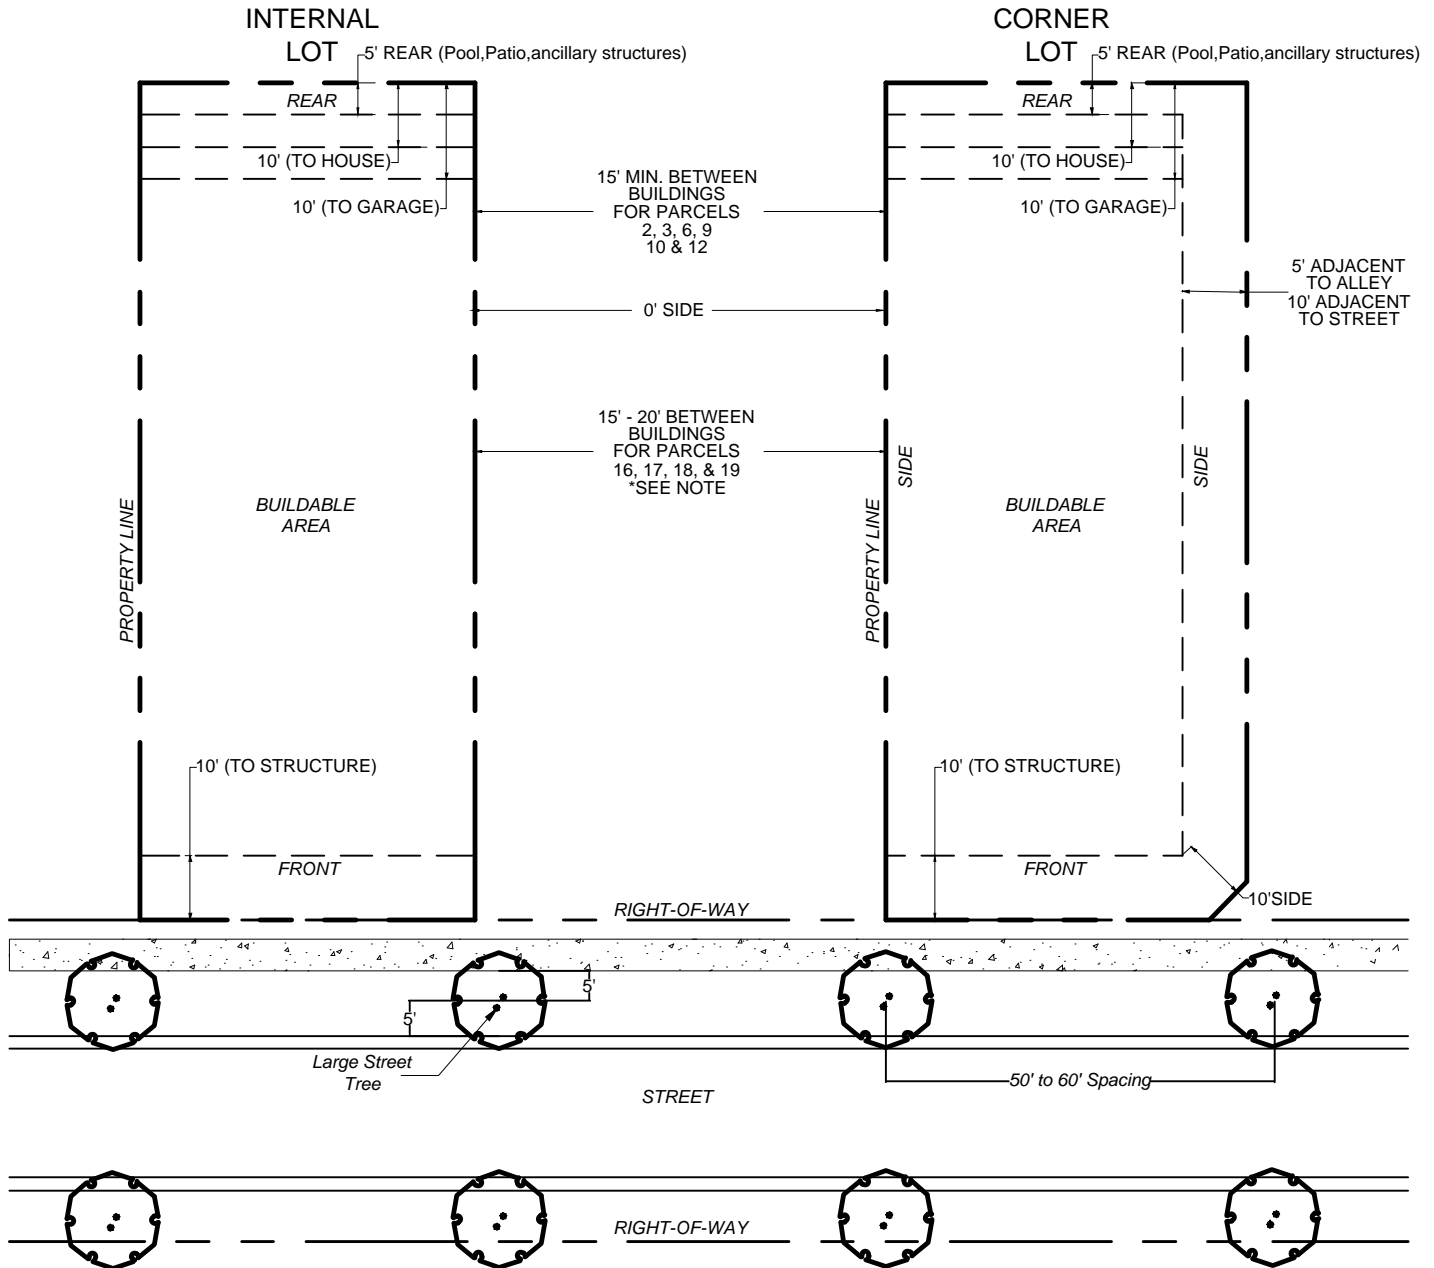 INTERNAL
LOT
5' REAR (Pool,Patio,ancillary structures)
REAR
10' (TO HOUSE)
10' (TO GARAGE)
CORNER
LOT
5' REAR (Pool,Patio,ancillary structures)
REAR
10' (TO HOUSE)
10' (TO GARAGE)
15' MIN. BETWEEN
BUILDINGS
FOR PARCELS
2, 3, 6, 9
10 & 12
5' ADJACENT
TO ALLEY
10' ADJACENT
TO STREET
0' SIDE
15' - 20' BETWEEN
BUILDINGS
FOR PARCELS
16, 17, 18, & 19
*SEE NOTE
PROPERTY LINE
BUILDABLE
AREA
PROPERTY LINE
SIDE
BUILDABLE
AREA
SIDE
10' (TO STRUCTURE)
FRONT
10' (TO STRUCTURE)
FRONT
10'SIDE
RIGHT-OF-WAY
5'
5'
Large Street
Tree
50' to 60' Spacing
STREET
RIGHT-OF-WAY